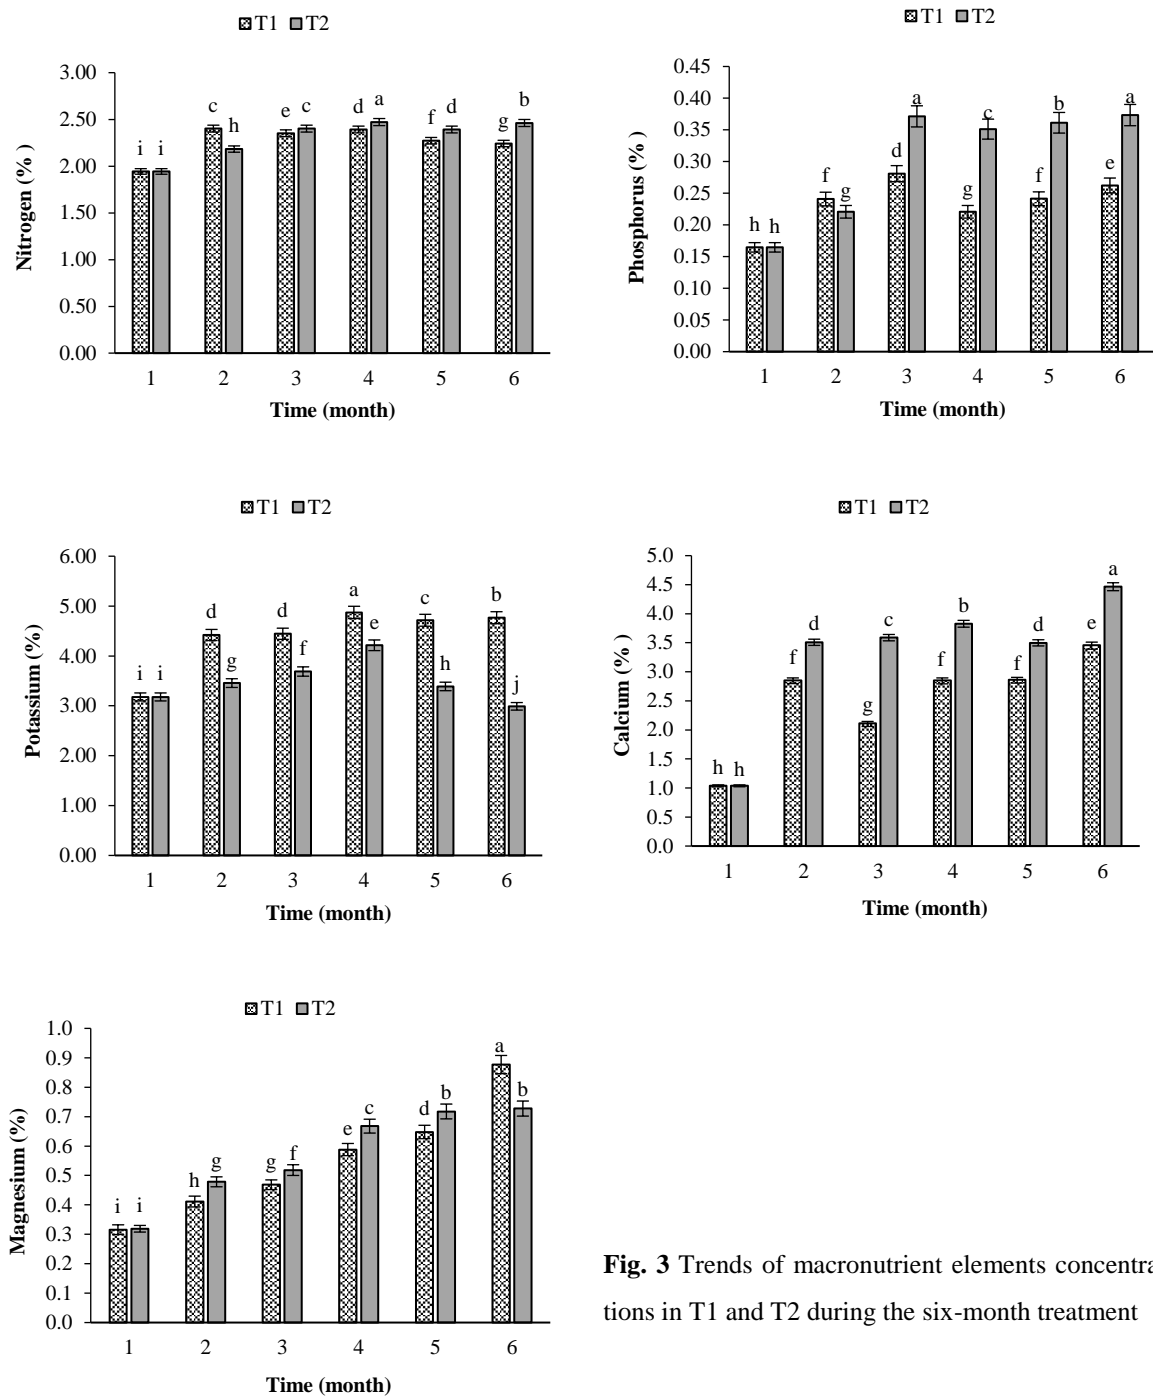 T1 T2
3.00
2.50
2.00
1.50
1.00
0.50
0.00
Nitrogen (% )
i i c h e c d a f d g b
1 2 3 4 5 6
Time (month)
T1 T2
0.45
0.40
0.35
0.30
0.25
0.20
0.15
0.10
0.05
0.00
Phosphorus (% )
h h f g d a g c f b e a
1 2 3 4 5 6
Time (month)
T1 T2
6.00
5.00
4.00
3.00
2.00
1.00
0.00
Potassium (%)
i i d g d f a e c h b j
1 2 3 4 5 6
Time (month)
T1 T2
5.0
4.5
4.0
3.5
3.0
2.5
2.0
1.5
1.0
0.5
0.0
Calcium (% )
h h f d g c f b f d e a
1 2 3 4 5 6
Time (month)
T1 T2
1.0
0.9
0.8
0.7
0.6
0.5
0.4
0.3
0.2
0.1
0.0
Magnesium (%)
i i h g g f e c d b a b
1 2 3 4 5 6
Time (month)
Fig. 3 Trends of macronutrient elements concentra
tions in T1 and T2 during the six-month treatment